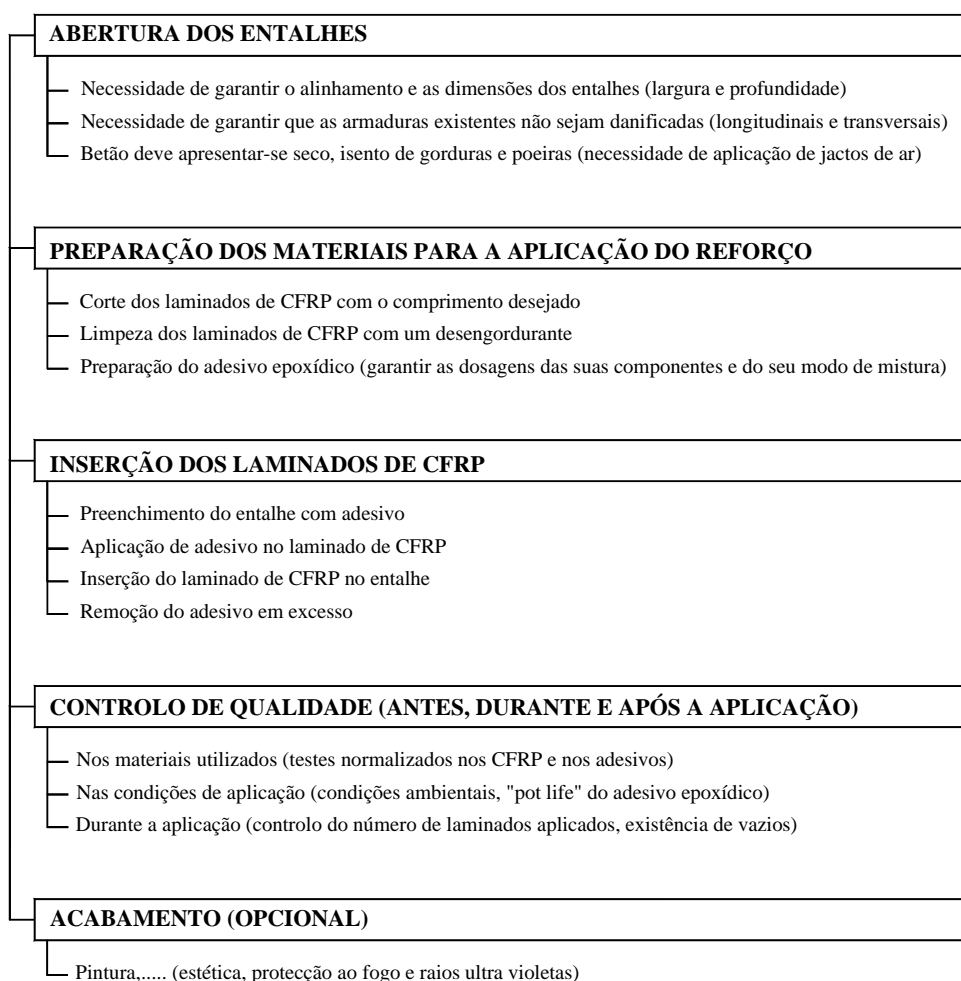 ABERTURA DOS ENTALHES
Necessidade de garantir o alinhamento e as dimensões dos entalhes (largura e profundidade)
Necessidade de garantir que as armaduras existentes não sejam danificadas (longitudinais e transversais)
Betão deve apresentar-se seco, isento de gorduras e poeiras (necessidade de aplicação de jactos de ar)
PREPARAÇÃO DOS MATERIAIS PARA A APLICAÇÃO DO REFORÇO
Corte dos laminados de CFRP com o comprimento desejado
Limpeza dos laminados de CFRP com um desengordurante
Preparação do adesivo epoxídico (garantir as dosagens das suas componentes e do seu modo de mistura)
INSERÇÃO DOS LAMINADOS DE CFRP
Preenchimento do entalhe com adesivo
Aplicação de adesivo no laminado de CFRP
Inserção do laminado de CFRP no entalhe
Remoção do adesivo em excesso
CONTROLO DE QUALIDADE (ANTES, DURANTE E APÓS A APLICAÇÃO)
Nos materiais utilizados (testes normalizados nos CFRP e nos adesivos)
Nas condições de aplicação (condições ambientais, "pot life" do adesivo epoxídico)
Durante a aplicação (controlo do número de laminados aplicados, existência de vazios)
ACABAMENTO (OPCIONAL)
Pintura,..... (estética, protecção ao fogo e raios ultra violetas)